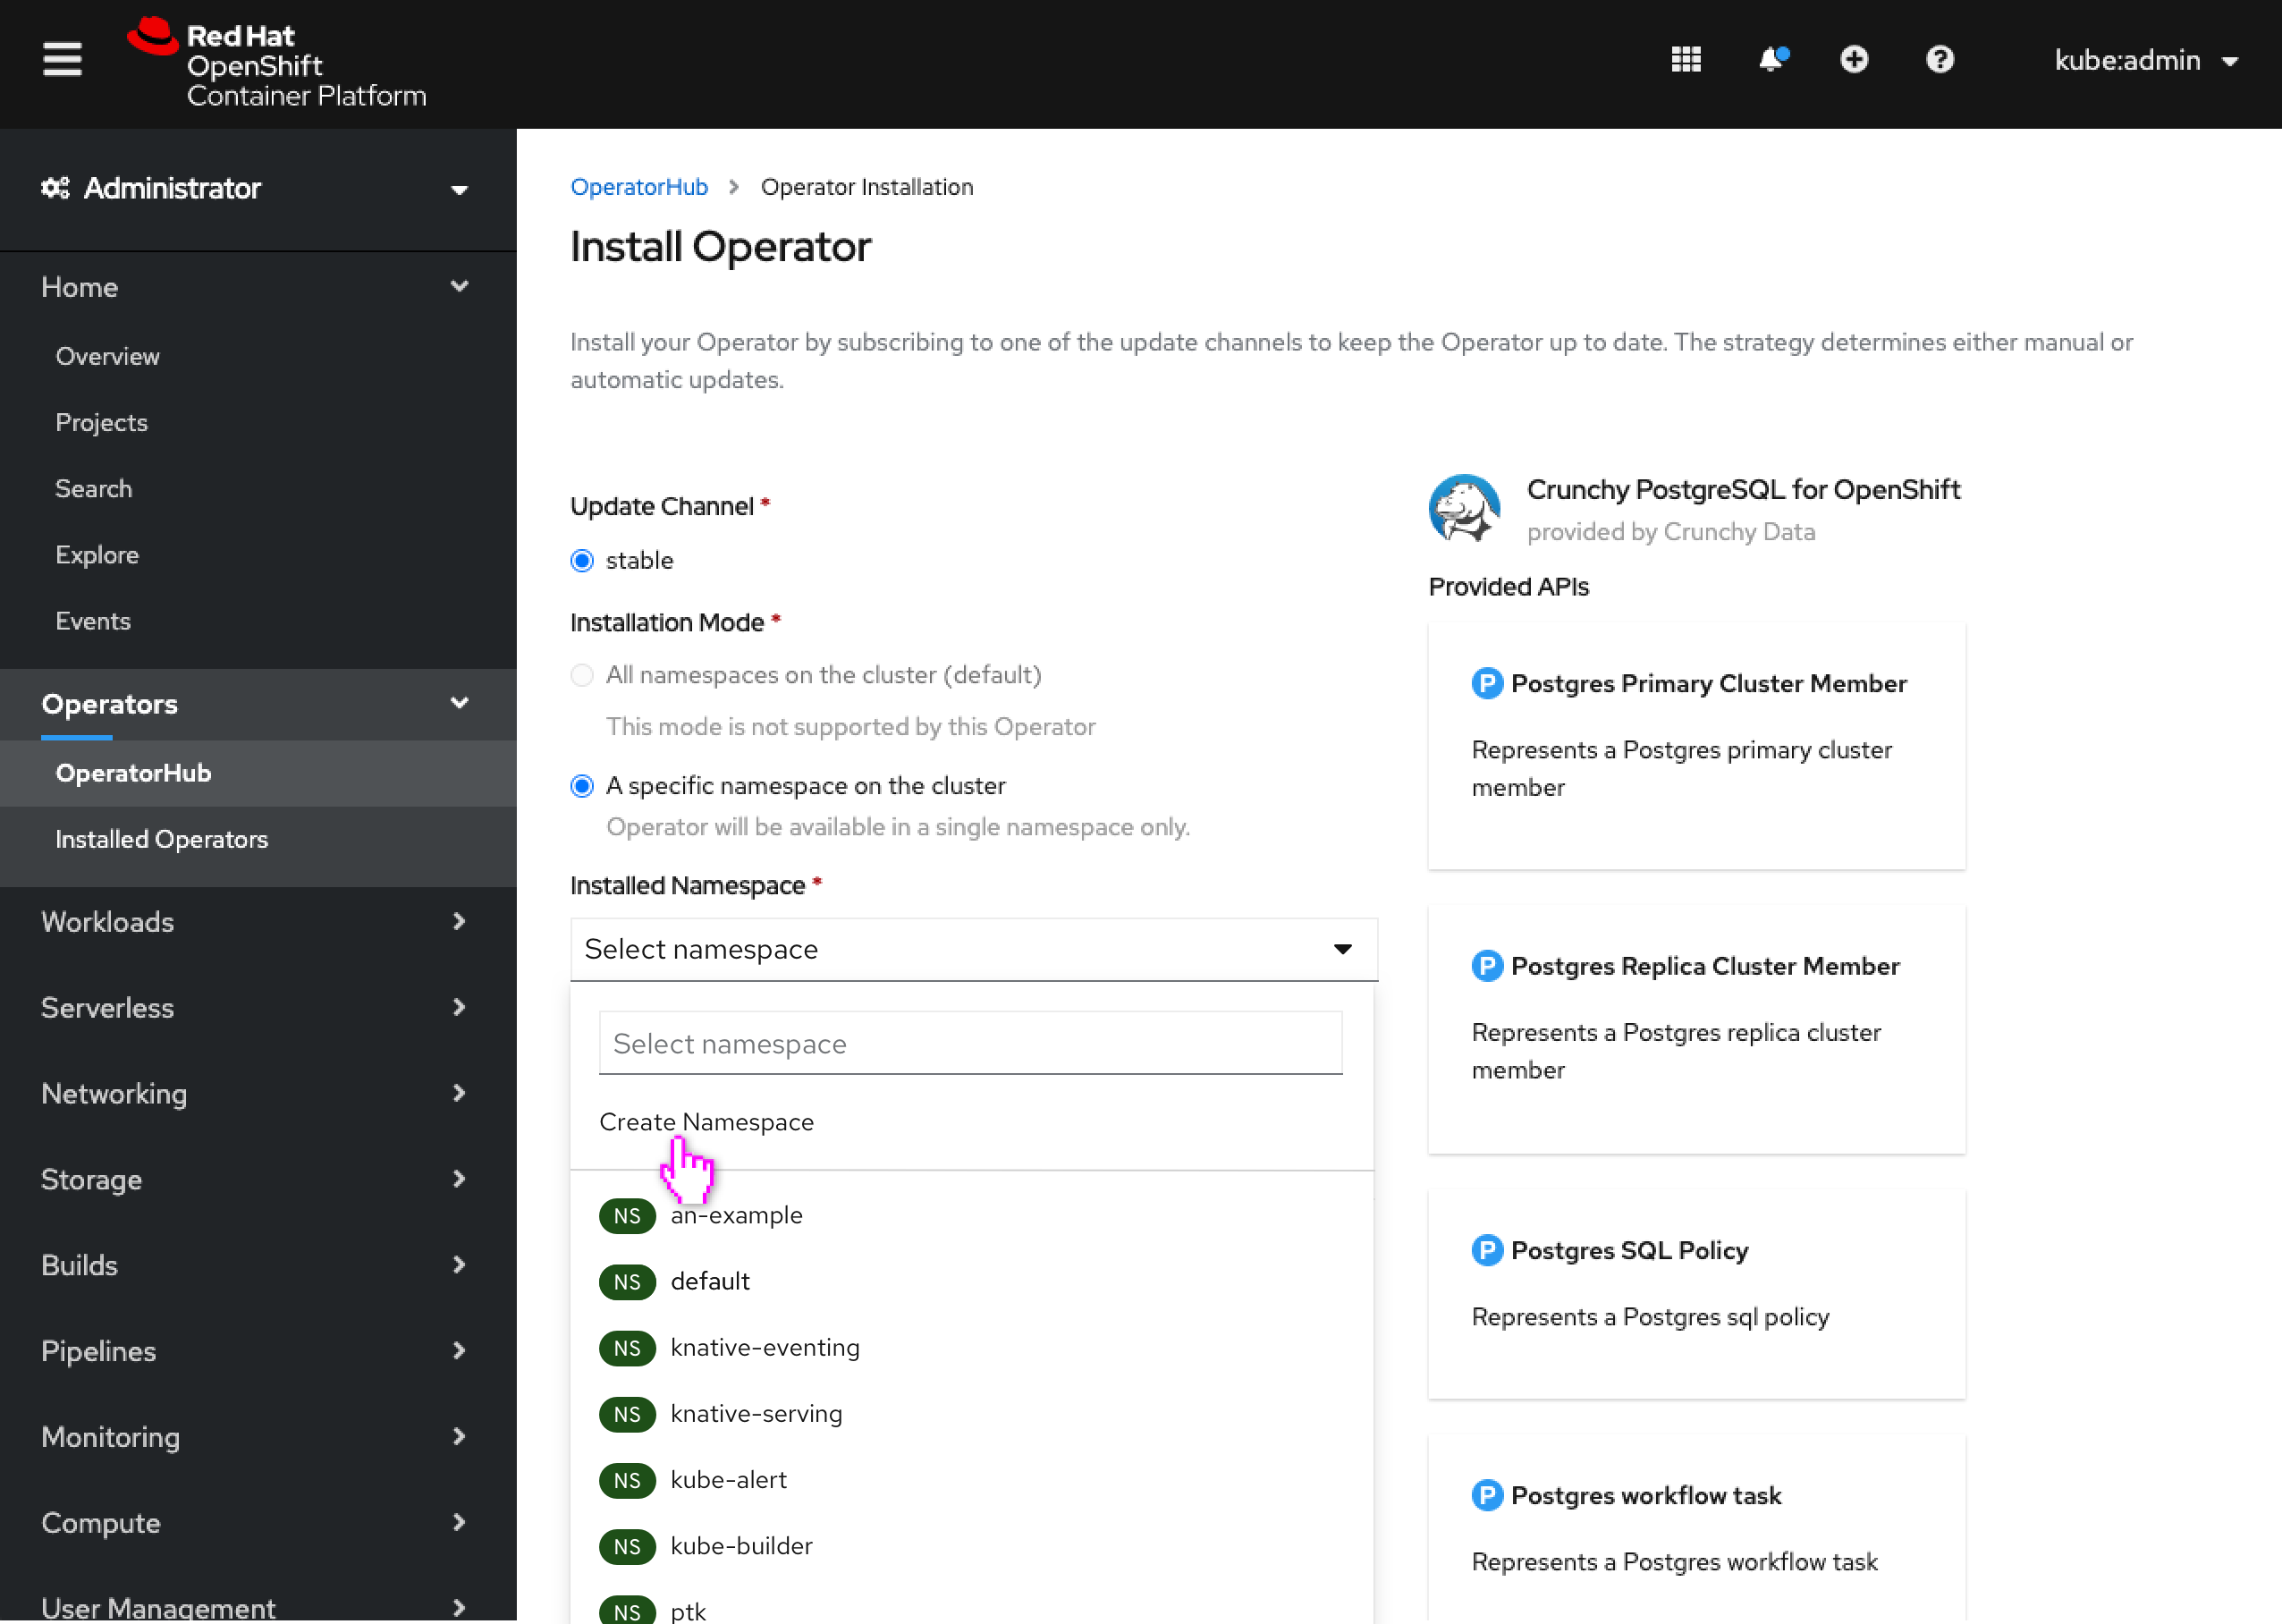 Red Hat
OpenShift
Container Platform
kube:admin
Administrator
Home
Overview
Projects
Search
Explore
Events
Operators
OperatorHub
Installed Operators
Workloads
Serverless
Networking
Storage
Builds
Pipelines
Monitoring
Compute
User Management
OperatorHub > Operator Installation
Install Operator
Install your Operator by subscribing to one of the update channels to keep the Operator up to date. The strategy determines either manual or
automatic updates.
Update Channel *
stable
Installation Mode *
All namespaces on the cluster (default)
This mode is not supported by this Operator
A specific namespace on the cluster
Operator will be available in a single namespace only.
Installed Namespace *
Select namespace
Select namespace
Create Namespace
NS an-example
NS default
NS knative-eventing
NS knative-serving
NS kube-alert
NS kube-builder
NS ptk
Crunchy PostgreSQL for OpenShift
provided by Crunchy Data
Provided APIs
P Postgres Primary Cluster Member
Represents a Postgres primary cluster
member
P Postgres Replica Cluster Member
Represents a Postgres replica cluster
member
P Postgres SQL Policy
Represents a Postgres sql policy
P Postgres workflow task
Represents a Postgres workflow task